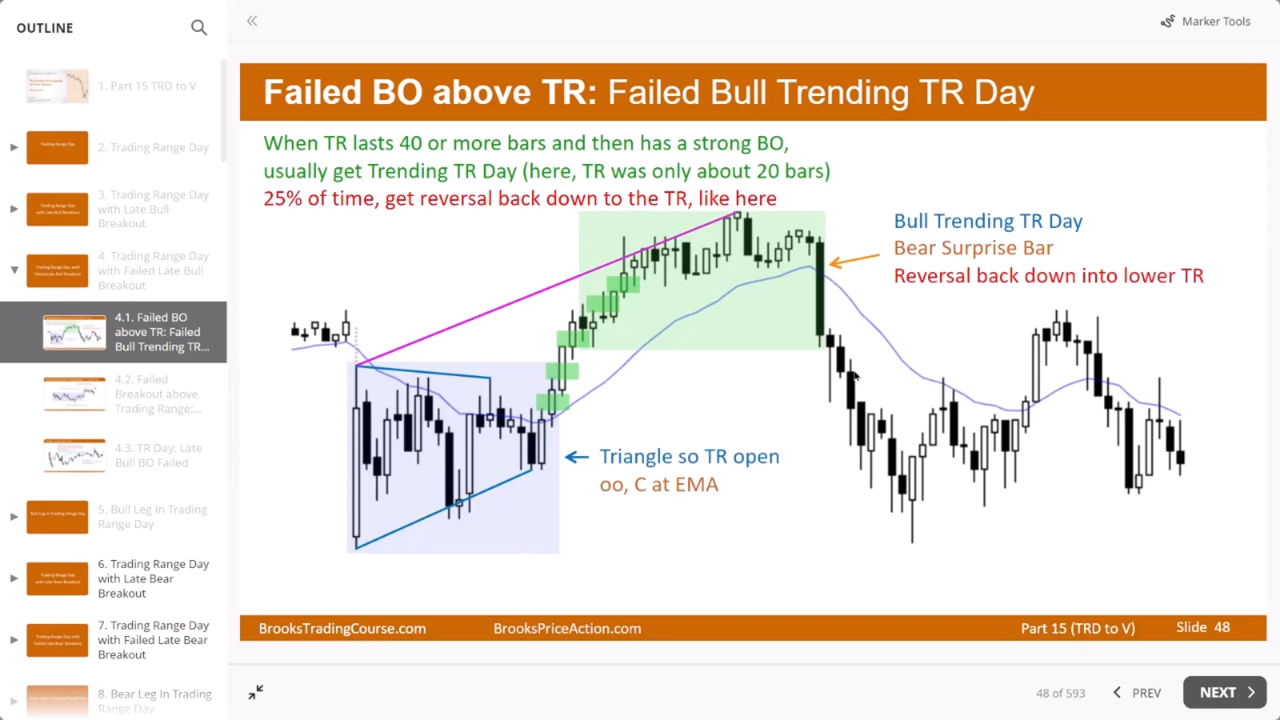 OUTLINE
Marker Tools
1. Part 15 TRD to V
2. Trading Range Day
3. Trading Range Day
with Late Bull
Breakout
4. Trading Range Day
with Failed Late Bull
Breakout
4.1. Failed BO
above TR: Failed
Bull Trending TR...
4.2. Failed
Breakout above
Trading Range:...
4.3. TR Day: Late
Bull BO Failed
5. Bull Leg In Trading
Range Day
6. Trading Range Day
with Late Bear
Breakout
7. Trading Range Day
with Failed Late Bear
Breakout
8. Bear Leg In Trading
Range Day
Failed BO above TR: Failed Bull Trending TR Day
When TR lasts 40 or more bars and then has a strong BO,
usually get Trending TR Day (here, TR was only about 20 bars)
25% of time, get reversal back down to the TR, like here
Bull Trending TR Day
Bear Surprise Bar
Reversal back down into lower TR
Triangle so TR open
oo, C at EMA
BrooksTradingCourse.com
BrooksPriceAction.com
Part 15 (TRD to V)
Slide 48
48 of 593
PREV
NEXT